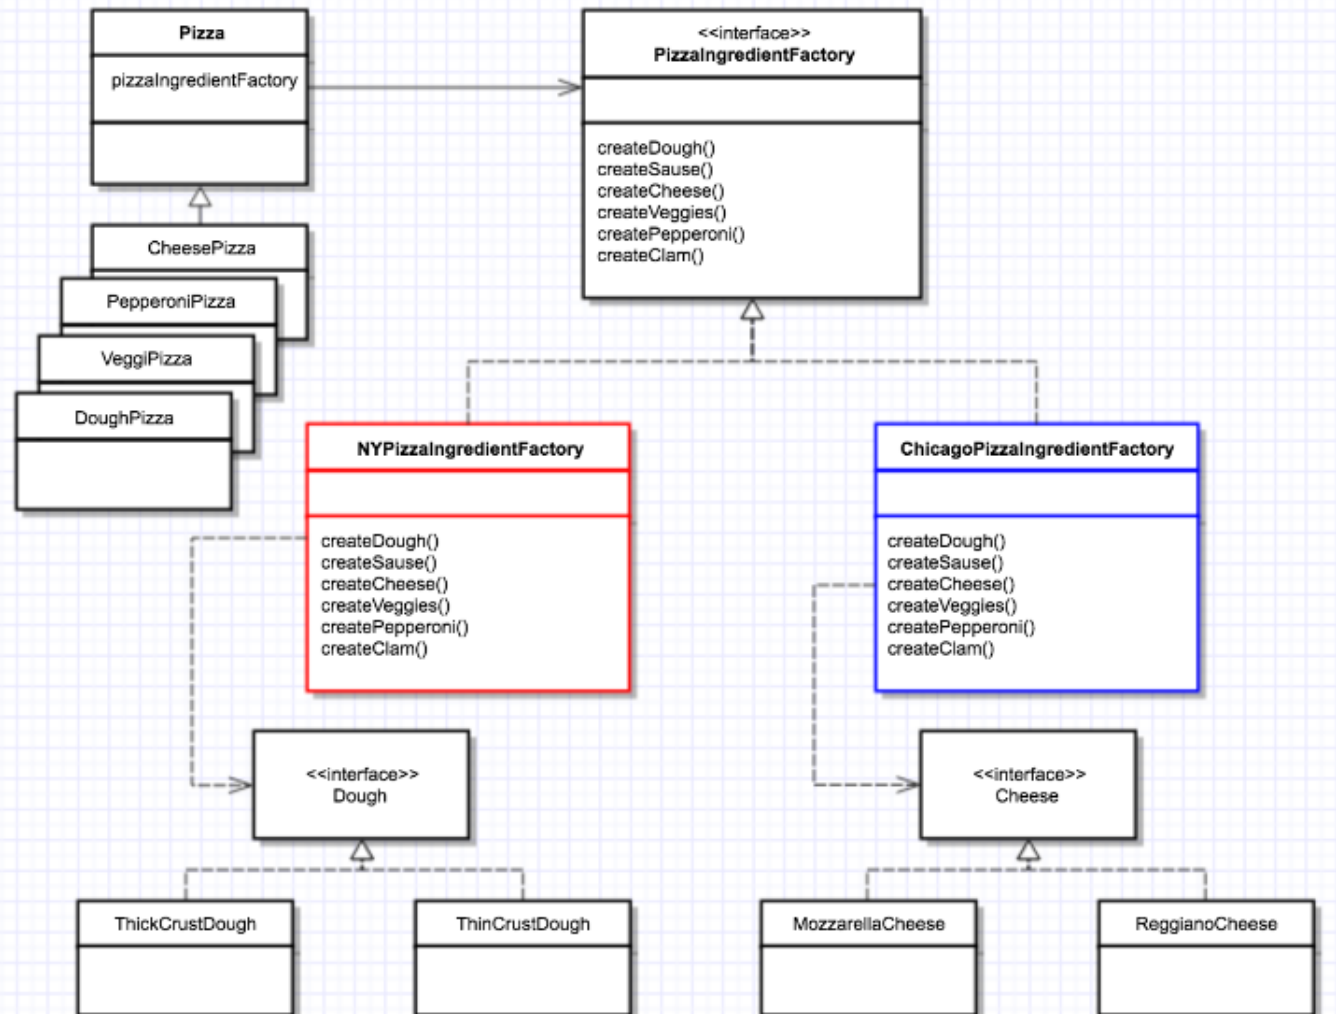 Pizza
pizzaIngredientFactory
<<interface>>
PizzaIngredientFactory
createDough()
createSause()
createCheese()
createVeggies()
createPepperoni()
createClam()
CheesePizza
PepperoniPizza
VeggiPizza
DoughPizza
NYPizzaIngredientFactory
createDough()
createSause()
createCheese()
createVeggies()
createPepperoni()
createClam()
ChicagoPizzaIngredientFactory
createDough()
createSause()
createCheese()
createVeggies()
createPepperoni()
createClam()
<<interface>>
Dough
<<interface>>
Cheese
ThickCrustDough
ThinCrustDough
MozzarellaCheese
ReggianoCheese